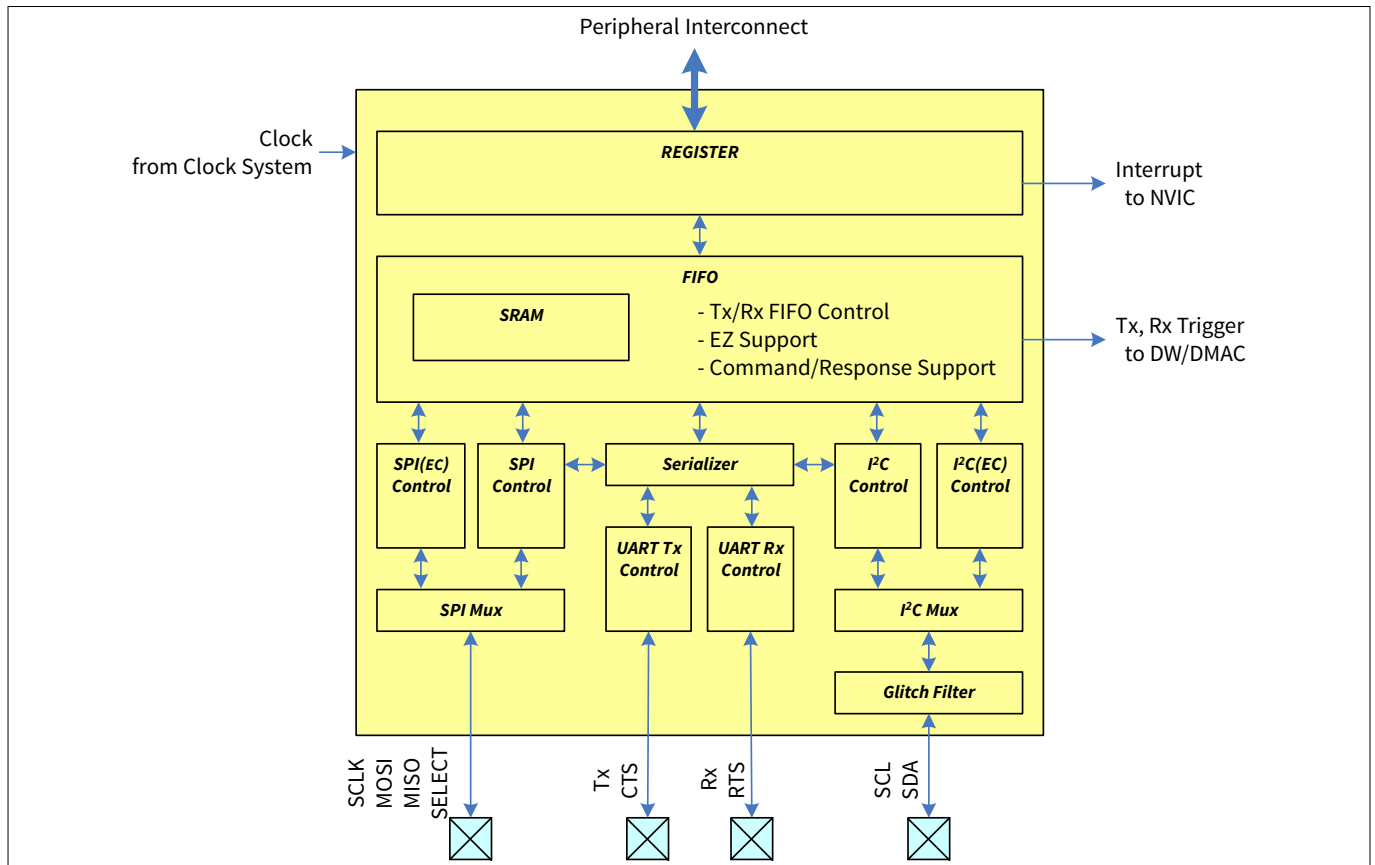 Peripheral Interconnect
Clock
from Clock System
REGISTER
Interrupt
to NVIC
FIFO
SRAM
- Tx/Rx FIFO Control
- EZ Support
- Command/Response Support
Tx, Rx Trigger
to DW/DMAC
SPI(EC)
Control
SPI
Control
Serializer
I²C
Control
I²C(EC)
Control
UART Tx
Control
UART Rx
Control
SPI Mux
I²C Mux
Glitch Filter
SCLK
MOSI
MISO
SELECT
Tx
CTS
Rx
RTS
SCL
SDA